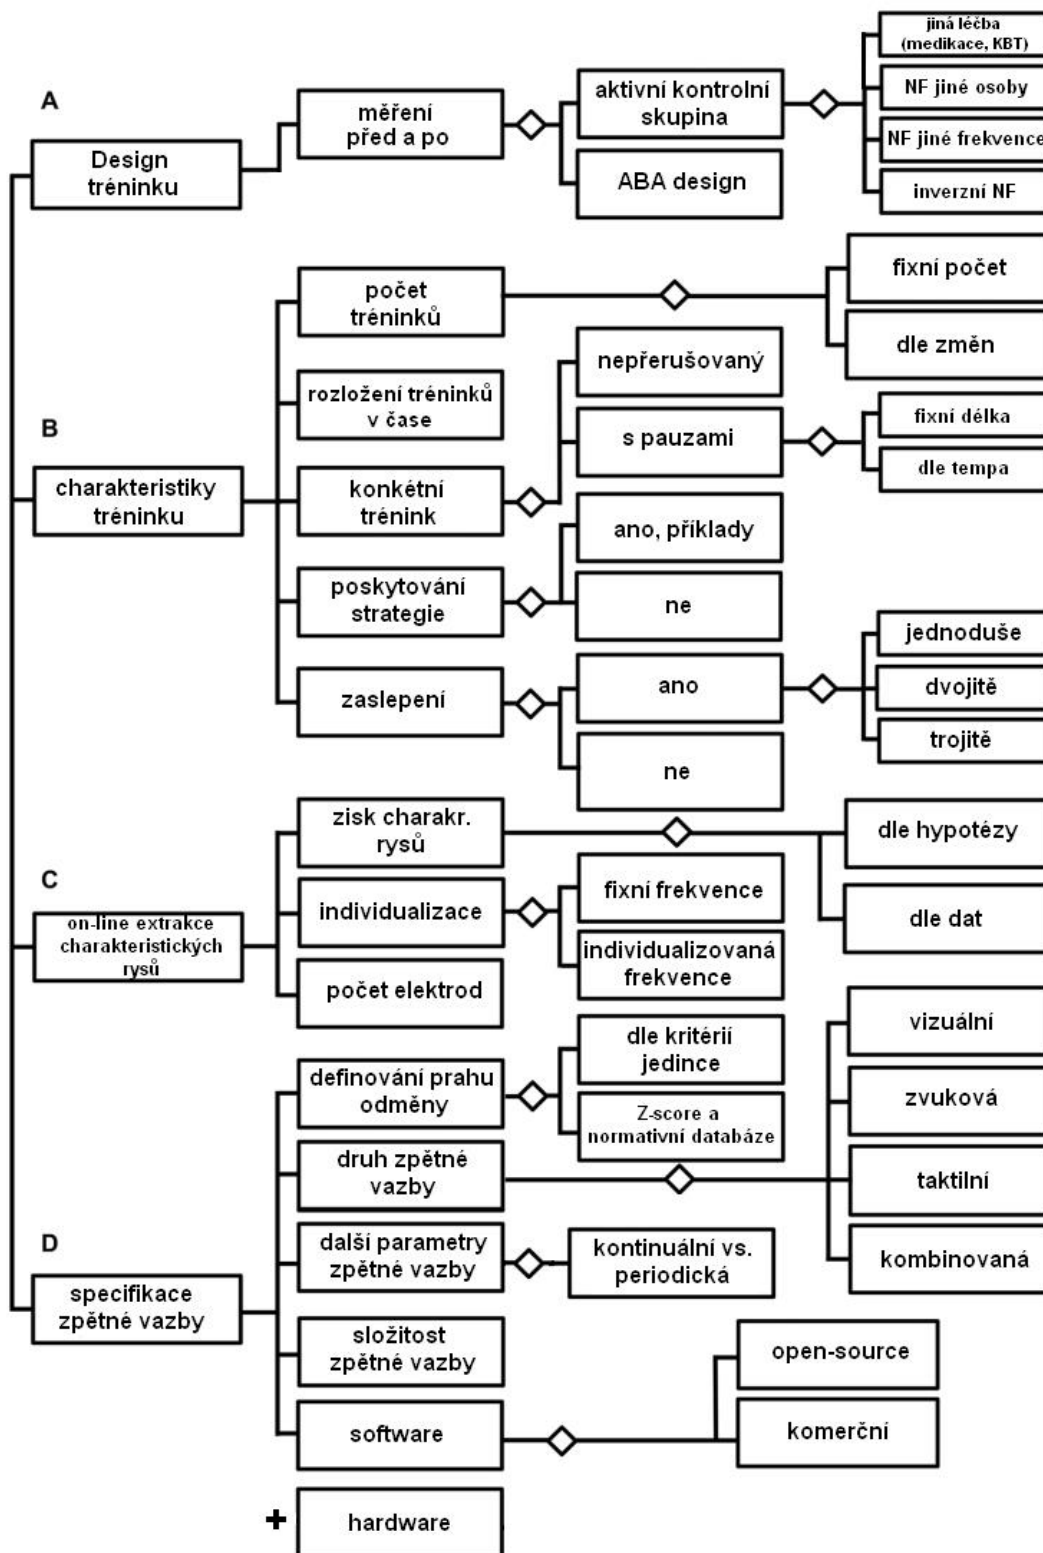 A
Design
tréninku
měření
před a po
aktivní kontrolní
skupina
ABA design
jiná léčba
(medikace, KBT)
NF jiné osoby
NF jiné frekvence
inverzní NF
B
charakteristiky
tréninku
počet
tréninků
fixní počet
dle změn
rozložení tréninků
v čase
konkétní
trénink
nepřerušovaný
s pauzami
fixní délka
dle tempa
poskytování
strategie
ano, příklady
ne
zaslepení
ano
ne
jednoduše
dvojitě
trojitě
C
on-line extrakce
charakteristických
rysů
zisk charakr.
rysů
dle hypotézy
dle dat
individualizace
fixní frekvence
individualizovaná
frekvence
počet elektrod
D
specifikace
zpětné vazby
definování prahu
odměny
dle kritérií
jedince
Z-score a
normativní databáze
druh zpětné
vazby
vizuální
zvuková
taktilní
kombinovaná
další parametry
zpětné vazby
kontinuální vs.
periodická
složitost
zpětné vazby
software
open-source
komerční
+
hardware